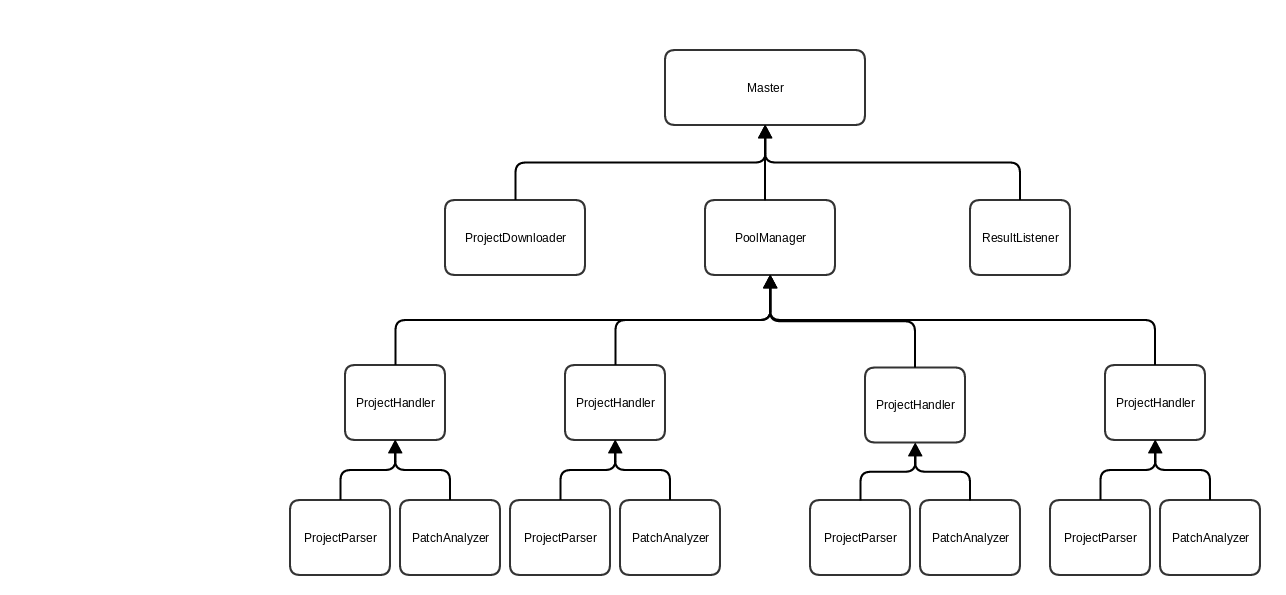 Master
ProjectDownloader
PoolManager
ResultListener
ProjectHandler
ProjectHandler
ProjectHandler
ProjectHandler
ProjectParser
PatchAnalyzer
ProjectParser
PatchAnalyzer
ProjectParser
PatchAnalyzer
ProjectParser
PatchAnalyzer